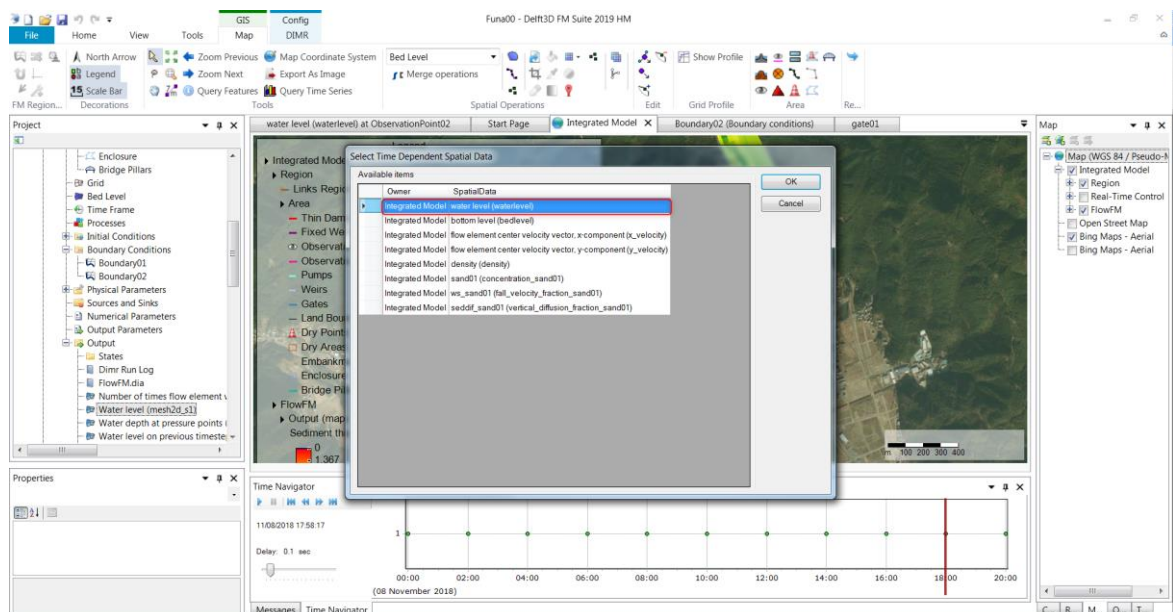 GIS
Config
Funa00 - Delft3D FM Suite 2019 HM
File
Home
View
Tools
Map
DIMR
North Arrow
Zoom Previous
Map Coordinate System
Bed Level
Show Profile
Legend
Zoom Next
Export As Image
Merge operations
Scale Bar
Query Features
Query Time Series
FM Region...
Decorations
Tools
Spatial Operations
Edit
Grid Profile
Area
Re...
Project
water level (waterlevel) at ObservationPoint02
Start Page
Integrated Model
Boundary02 (Boundary conditions)
gate01
Map
Enclosure
Bridge Pillars
Grid
Bed Level
Time Frame
Processes
Initial Conditions
Boundary Conditions
Boundary01
Boundary02
Physical Parameters
Sources and Sinks
Numerical Parameters
Output Parameters
Output
States
Dimr Run Log
FlowFM.dia
Number of times flow element
Water level (mesh2d_s1)
Water depth at pressure points
Water level on previous timeste
Integrated Mode
Region
Links Regi
Area
Thin Dam
Fixed We
Observati
Observati
Pumps
Weirs
Gates
Land Bou
Dry Point
Dry Areas
Embankm
Enclosure
Bridge Pil
FlowFM
Output (map
Sediment th
0
1.367
Select Time Dependent Spatial Data
Available items
Owner SpatialData
Integrated Model water level (waterlevel)
Integrated Model bottom level (bedlevel)
Integrated Model flow element center velocity vector, x-component (x_velocity)
Integrated Model flow element center velocity vector, y-component (y_velocity)
Integrated Model density (density)
Integrated Model sand01 (concentration_sand01)
Integrated Model ws_sand01 (fall_velocity_fraction_sand01)
Integrated Model seddif_sand01 (vertical_diffusion_fraction_sand01)
OK
Cancel
m 100 200 300 400
Map (WGS 84 / Pseudo-M
Integrated Model
Region
Real-Time Control
FlowFM
Open Street Map
Bing Maps - Aerial
Bing Maps - Aerial
Properties
Time Navigator
11/08/2018 17:58:17
Delay: 0.1 sec
1
00:00 02:00 04:00 06:00 08:00 10:00 12:00 14:00 16:00 18:00 20:00
(08 November 2018)
Messages
Time Navigator
C R M O T